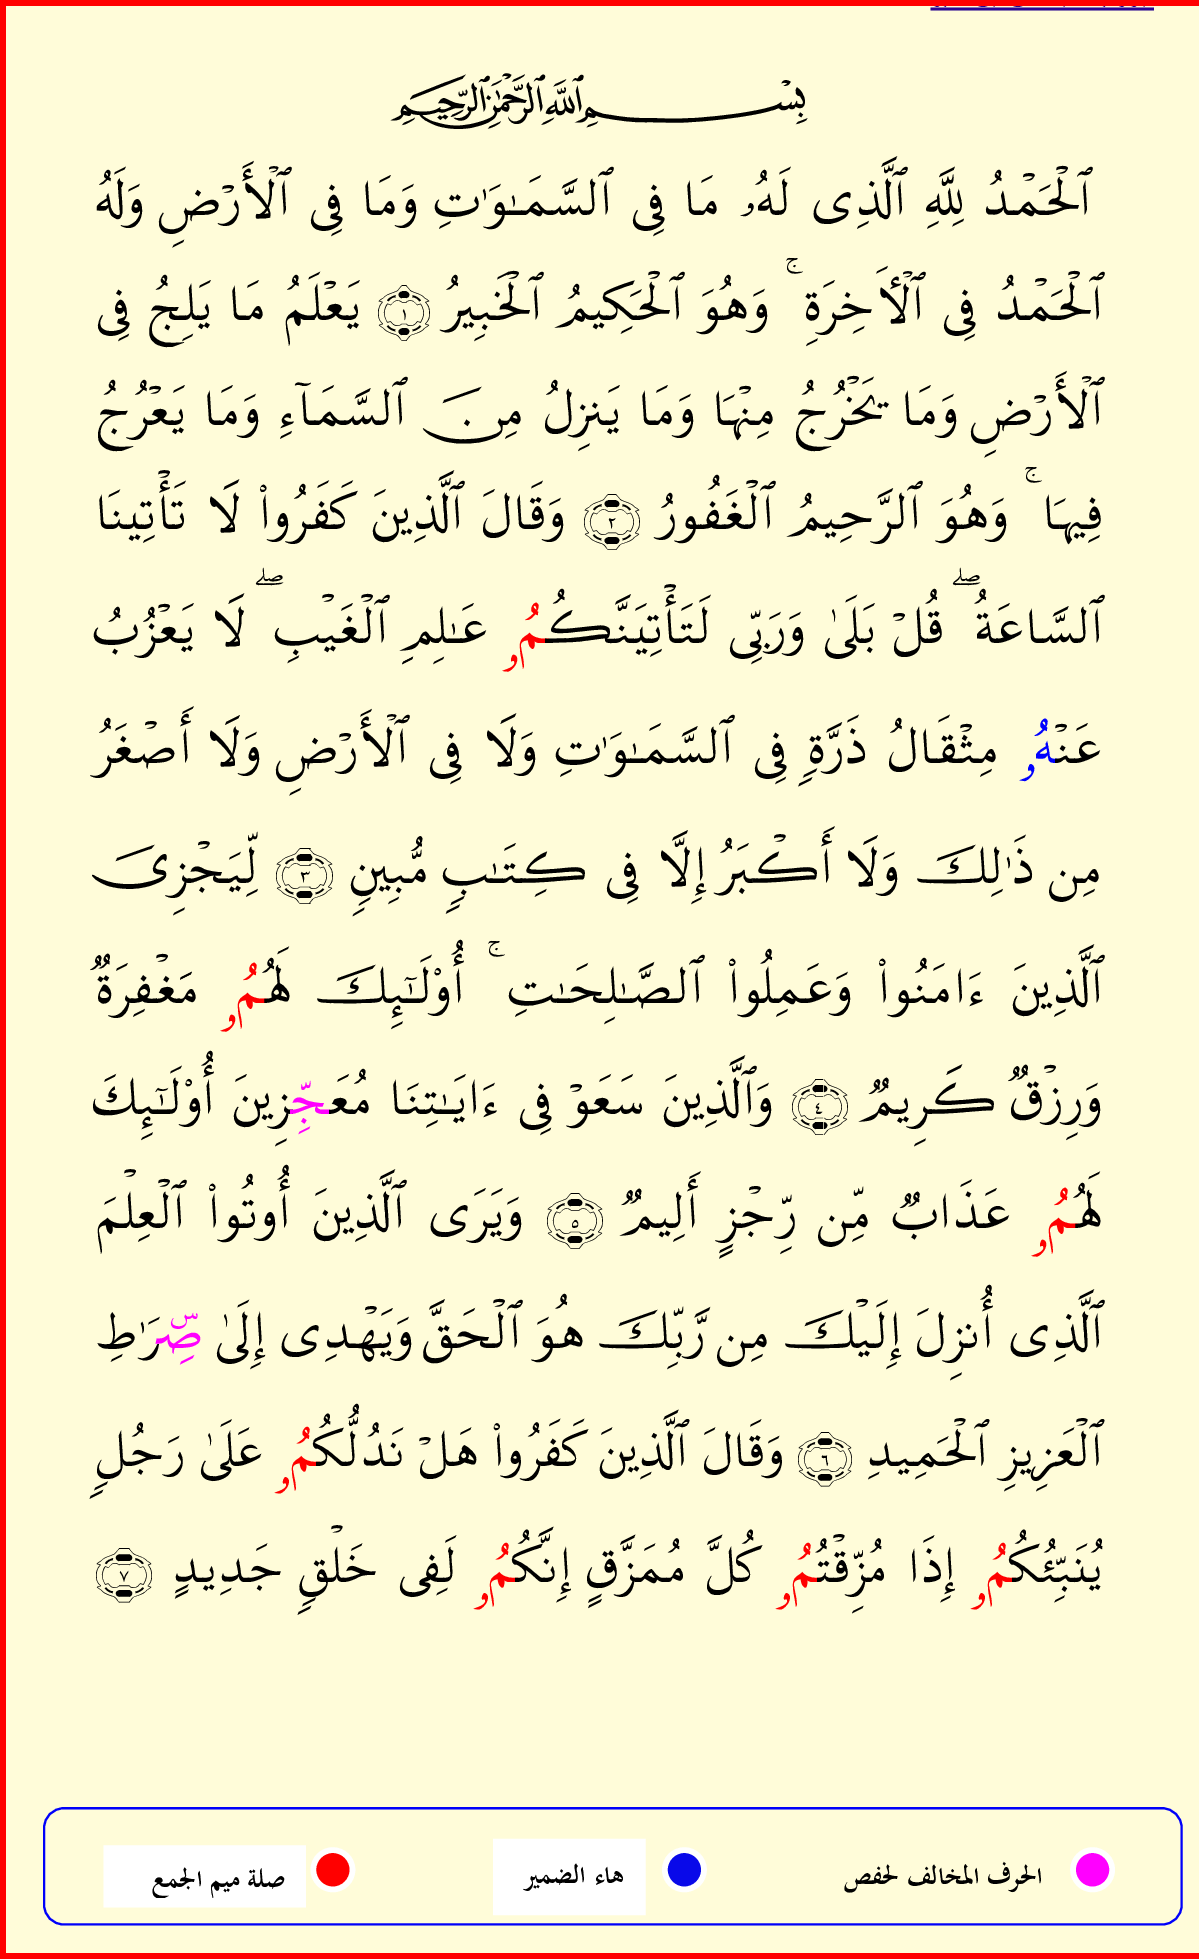 بِسْمِ ٱللَّهِ ٱلرَّحْمَٰنِ ٱلرَّحِيمِ
ٱلْحَمْدُ لِلَّهِ ٱلَّذِى لَهُۥ مَا فِى ٱلسَّمَـٰوَٰتِ وَمَا فِى ٱلْأَرْضِ وَلَهُ
ٱلْحَمْدُ فِى ٱلْأَخِرَةِ ۚ وَهُوَ ٱلْحَكِيمُ ٱلْخَبِيرُ ١ يَعْلَمُ مَا يَلِجُ فِى
ٱلْأَرْضِ وَمَا يَخْرُجُ مِنْهَا وَمَا يَنزِلُ مِنَ ٱلسَّمَآءِ وَمَا يَعْرُجُ
فِيهَا ۚ وَهُوَ ٱلرَّحِيمُ ٱلْغَفُورُ ٢ وَقَالَ ٱلَّذِينَ كَفَرُوا۟ لَا تَأْتِينَا
ٱلسَّاعَةُ ۖ قُلْ بَلَىٰ وَرَبِّى لَتَأْتِيَنَّكُمُۥ عَـٰلِمِ ٱلْغَيْبِ ۖ لَا يَعْزُبُ
عَنْهُۥ مِثْقَالُ ذَرَّةٍ فِى ٱلسَّمَـٰوَٰتِ وَلَا فِى ٱلْأَرْضِ وَلَا أَصْغَرُ
مِن ذَٰلِكَ وَلَا أَكْبَرُ إِلَّا فِى كِتَـٰبٍ مُّبِينٍ ٣ لِّيَجْزِىَ
ٱلَّذِينَ ءَامَنُوا۟ وَعَمِلُوا۟ ٱلصَّـٰلِحَـٰتِ ۚ أُو۟لَـٰٓئِكَ لَهُمُۥ مَغْفِرَةٌ
وَرِزْقٌ كَرِيمٌ ٤ وَٱلَّذِينَ سَعَوْ فِى ءَايَـٰتِنَا مُعَجِّزِينَ أُو۟لَـٰٓئِكَ
لَهُمُۥ عَذَابٌ مِّن رِّجْزٍ أَلِيمٌ ٥ وَيَرَى ٱلَّذِينَ أُوتُوا۟ ٱلْعِلْمَ
ٱلَّذِى أُنزِلَ إِلَيْكَ مِن رَّبِّكَ هُوَ ٱلْحَقَّ وَيَهْدِى إِلَىٰ صِّرَٰطِ
ٱلْعَزِيزِ ٱلْحَمِيدِ ٦ وَقَالَ ٱلَّذِينَ كَفَرُوا۟ هَلْ نَدُلُّكُمُۥ عَلَىٰ رَجُلٍ
يُنَبِّئُكُمُۥ إِذَا مُزِّقْتُمُۥ كُلَّ مُمَزَّقٍ إِنَّكُمُۥ لَفِى خَلْقٍ جَدِيدٍ ٧
الحرف المخالف لحفص هاء الضمير صلة ميم الجمع